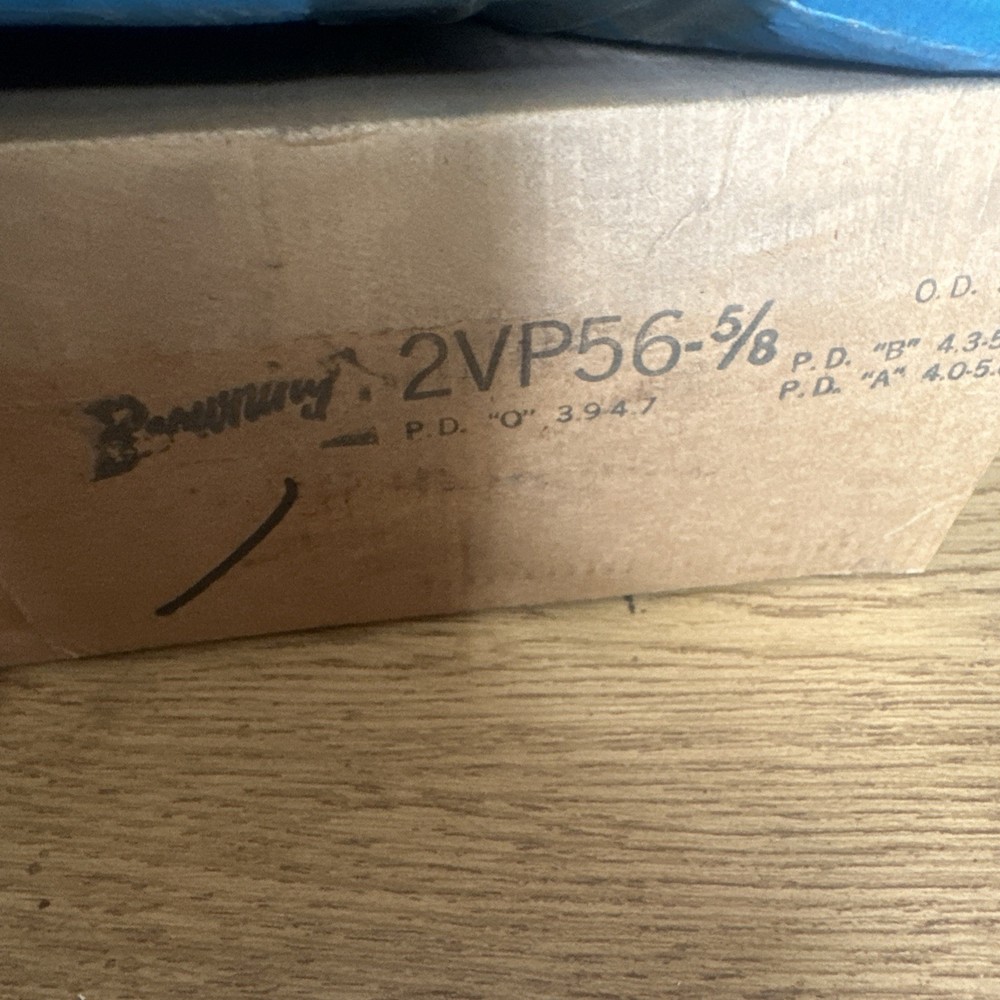 Browning
2VP56-5/8
O.D.
P.D. "O" 3.9-4.7
P.D. "B" 4.3-5
P.D. "A" 4.0-5.